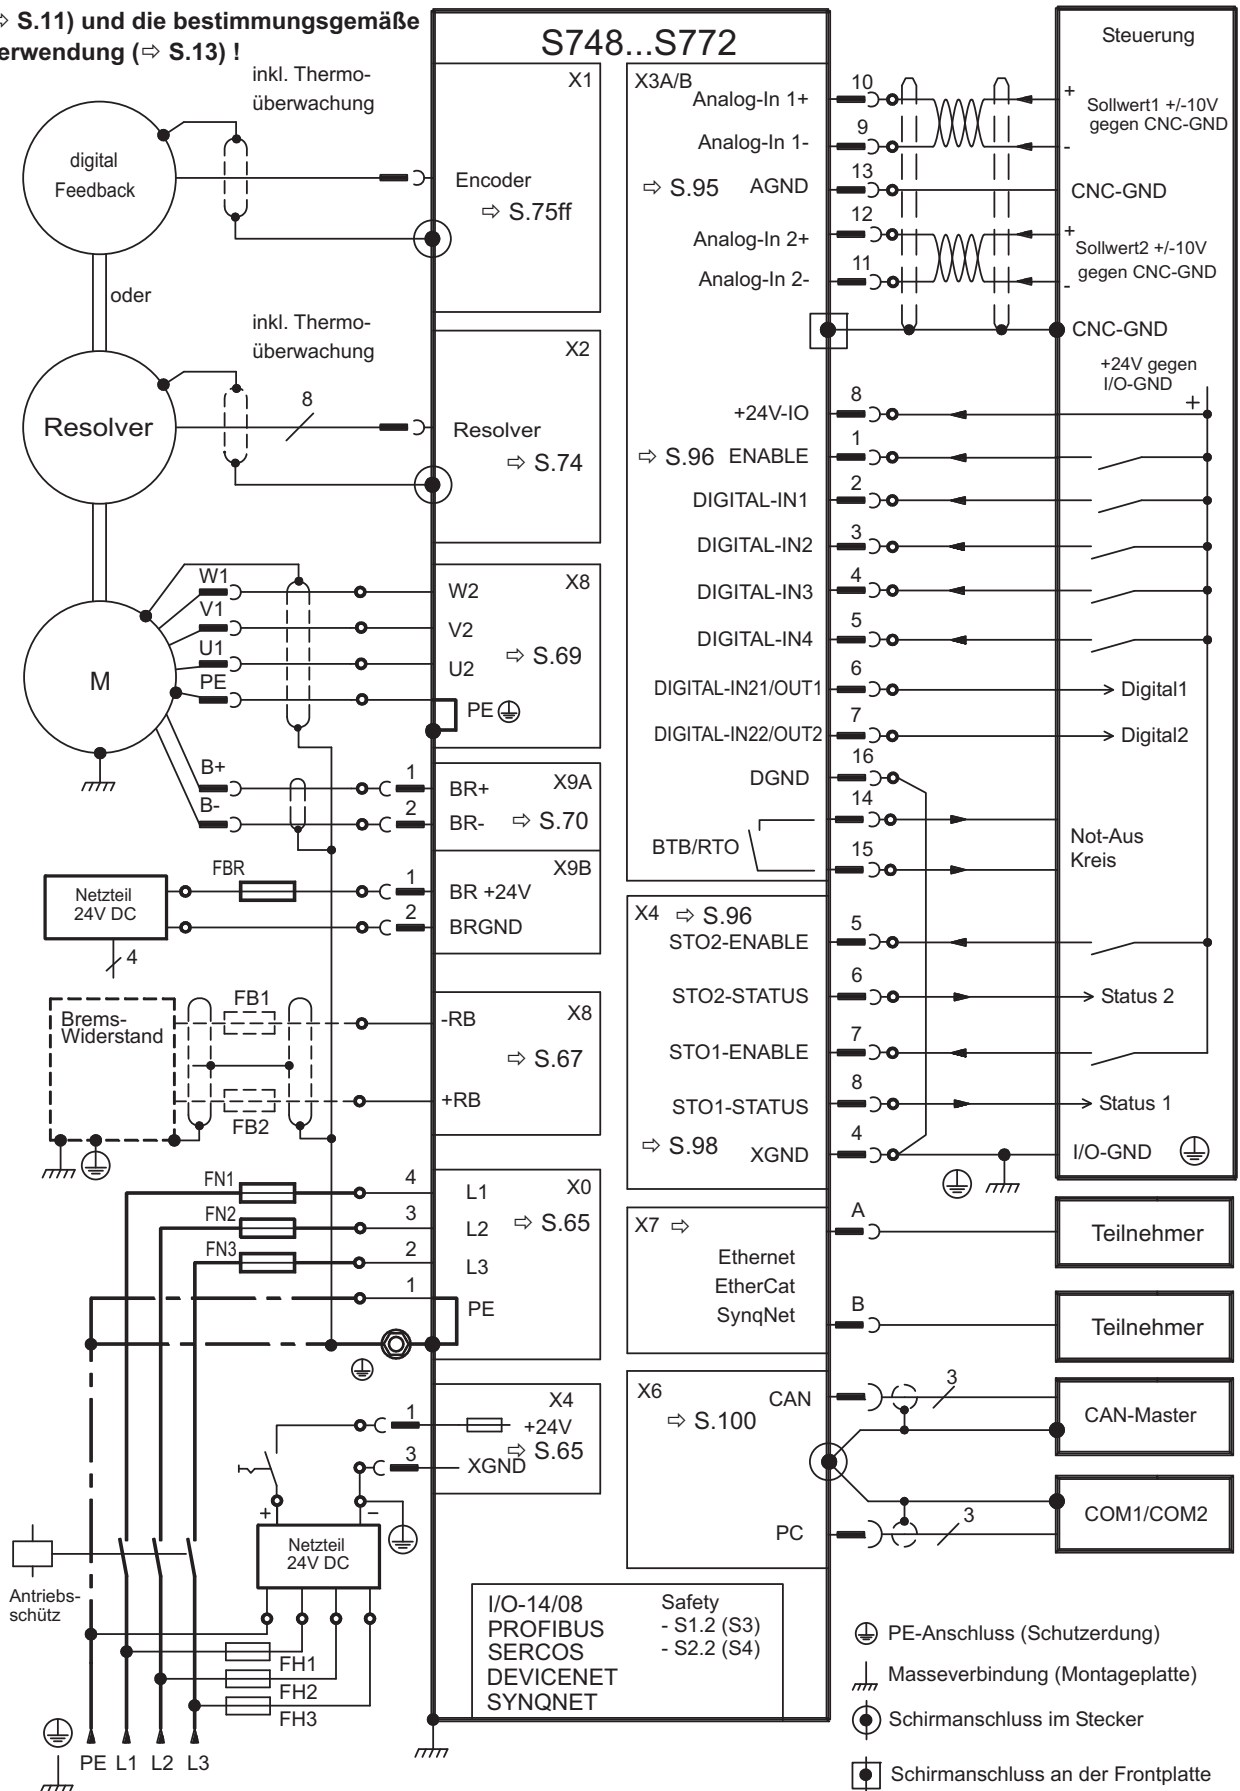 ⇨ S.11) und die bestimmungsgemäße
erwendung (⇨ S.13) !
S748...S772
inkl. Thermo-
überwachung
digital
Feedback
X1
Encoder
⇨ S.75ff
oder
inkl. Thermo-
überwachung
Resolver
8
X2
Resolver
⇨ S.74
M
W1
V1
U1
PE
X8
W2
V2
⇨ S.69
U2
PE
B+
B-
1
2
X9A
BR+
BR-
⇨ S.70
Netzteil
24V DC
4
FBR
1
2
X9B
BR +24V
BRGND
Brems-
Widerstand
FB1
FB2
X8
-RB
⇨ S.67
+RB
FN1
FN2
FN3
4
3
2
1
X0
L1
L2
⇨ S.65
L3
PE
1
3
X4
+24V
⇨ S.65
XGND
+
–
Netzteil
24V DC
Antriebs-
schütz
FH1
FH2
FH3
PE
L1
L2
L3
X3A/B
Analog-In 1+
10
Analog-In 1-
9
⇨ S.95
AGND
13
Analog-In 2+
12
Analog-In 2-
11
+24V-IO
8
⇨ S.96
ENABLE
1
DIGITAL-IN1
2
DIGITAL-IN2
3
DIGITAL-IN3
4
DIGITAL-IN4
5
DIGITAL-IN21/OUT1
6
DIGITAL-IN22/OUT2
7
DGND
16
BTB/RTO
14
15
X4 ⇨ S.96
STO2-ENABLE
5
STO2-STATUS
6
STO1-ENABLE
7
STO1-STATUS
8
⇨ S.98
XGND
4
X7 ⇨
Ethernet
EtherCat
SynqNet
A
B
X6
⇨ S.100
CAN
3
PC
3
I/O-14/08
PROFIBUS
SERCOS
DEVICENET
SYNQNET
Safety
- S1.2 (S3)
- S2.2 (S4)
Steuerung
+
Sollwert1 +/-10V
gegen CNC-GND
-
CNC-GND
+
Sollwert2 +/-10V
gegen CNC-GND
-
CNC-GND
+24V gegen
I/O-GND
+
Digital1
Digital2
Not-Aus
Kreis
Status 2
Status 1
I/O-GND
Teilnehmer
Teilnehmer
CAN-Master
COM1/COM2
PE-Anschluss (Schutzerdung)
Masseverbindung (Montageplatte)
Schirmanschluss im Stecker
Schirmanschluss an der Frontplatte